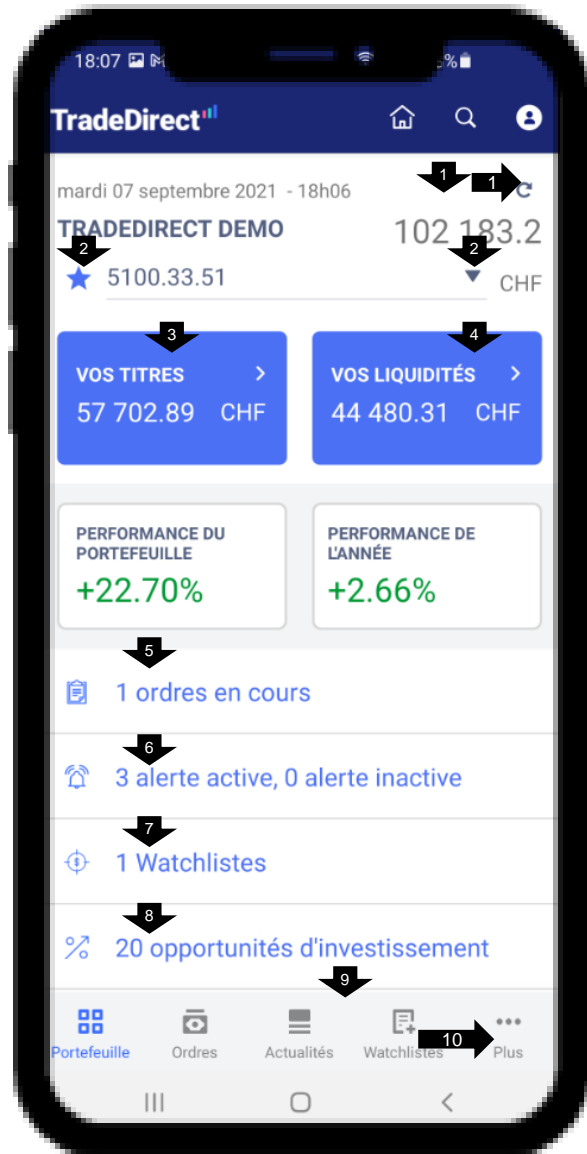 18:07
%
TradeDirect
1 1
mardi 07 septembre 2021 - 18h06
TRADEDIRECT DEMO 102 183.2
2 2
5100.33.51 CHF
3 4
VOS TITRES > VOS LIQUIDITÉS >
57 702.89 CHF 44 480.31 CHF
PERFORMANCE DU PERFORMANCE DE
PORTEFEUILLE L'ANNÉE
+22.70% +2.66%
5
1 ordres en cours
6
3 alerte active, 0 alerte inactive
7
1 Watchlistes
8
20 opportunités d'investissement
9
10
Portefeuille Ordres Actualités Watchlistes Plus